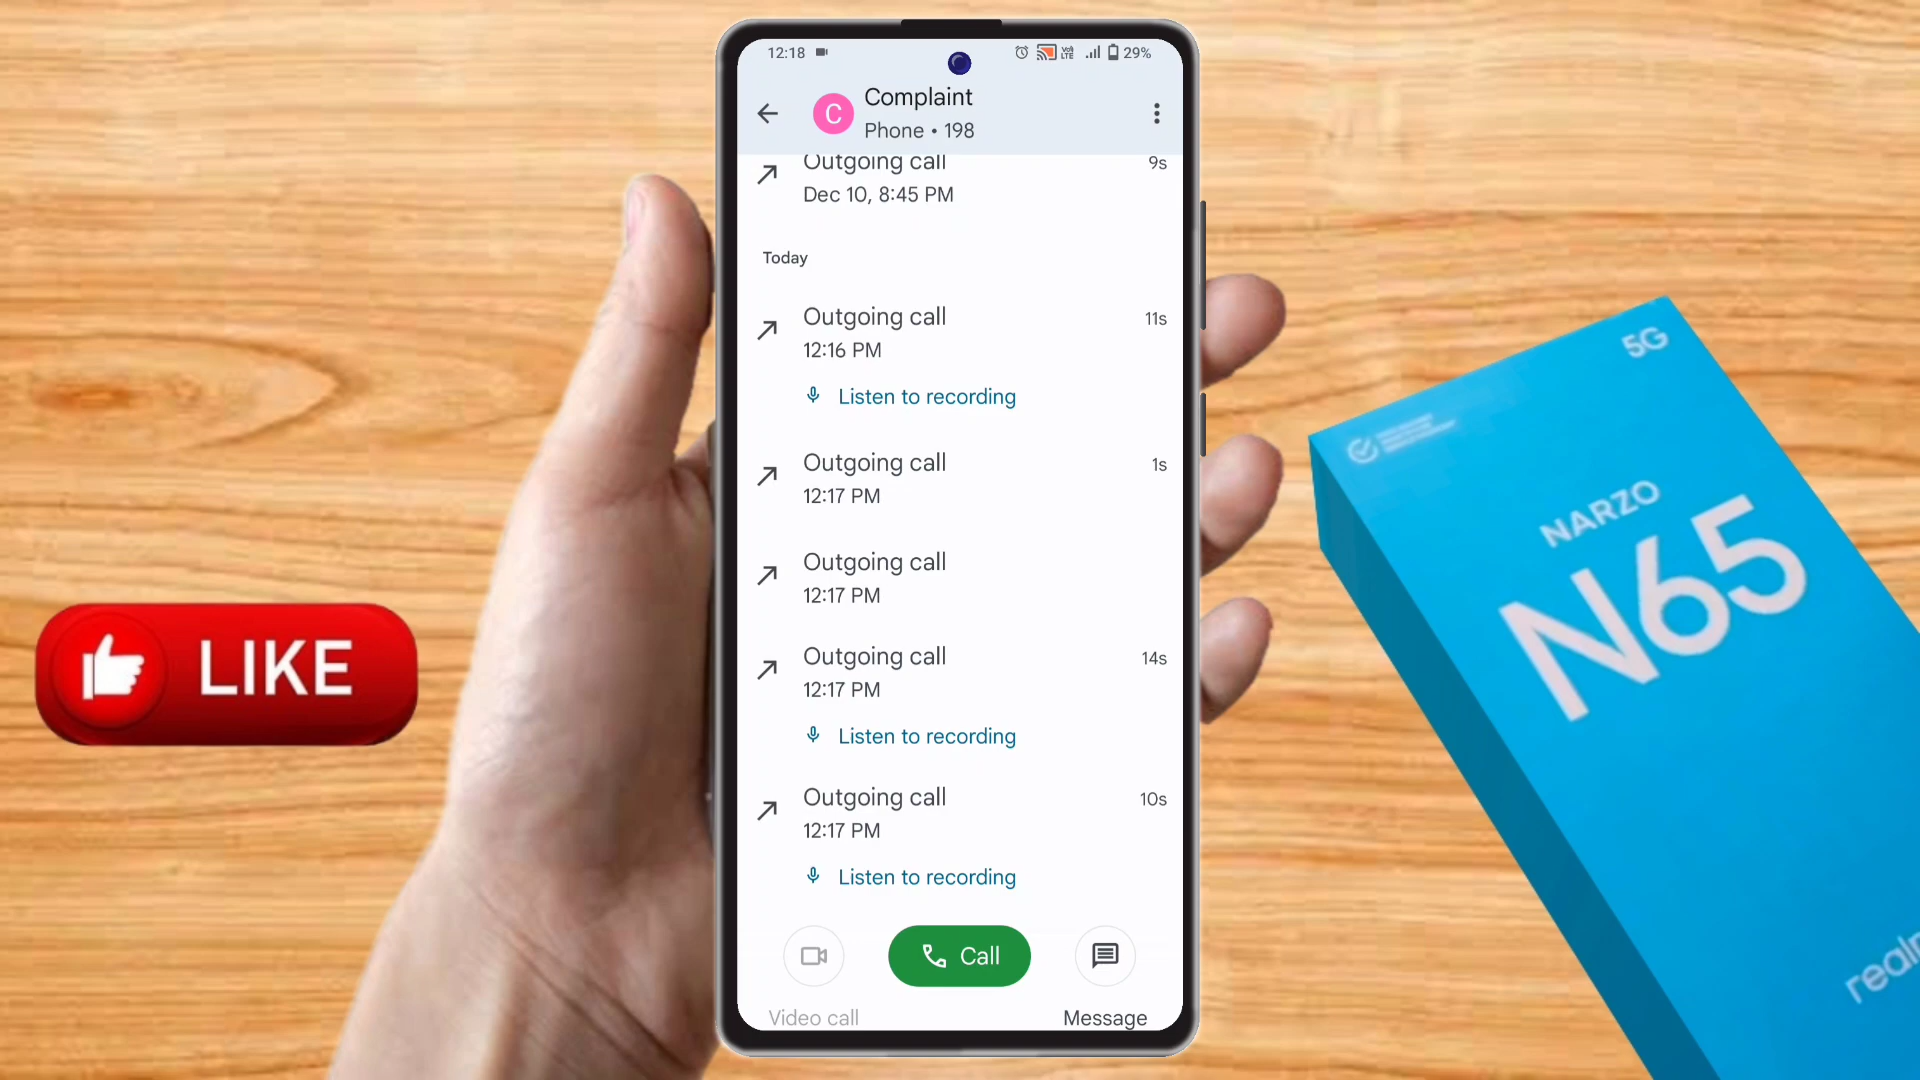 12:18
VoI
LTE
29%
Complaint
Phone • 198
Outgoing call
9s
Dec 10, 8:45 PM
Today
Outgoing call
11s
12:16 PM
Listen to recording
Outgoing call
1s
12:17 PM
Outgoing call
12:17 PM
Outgoing call
14s
12:17 PM
Listen to recording
Outgoing call
10s
12:17 PM
Listen to recording
Call
Video call
Message
C
LIKE
5G
NARZO
N65
realm